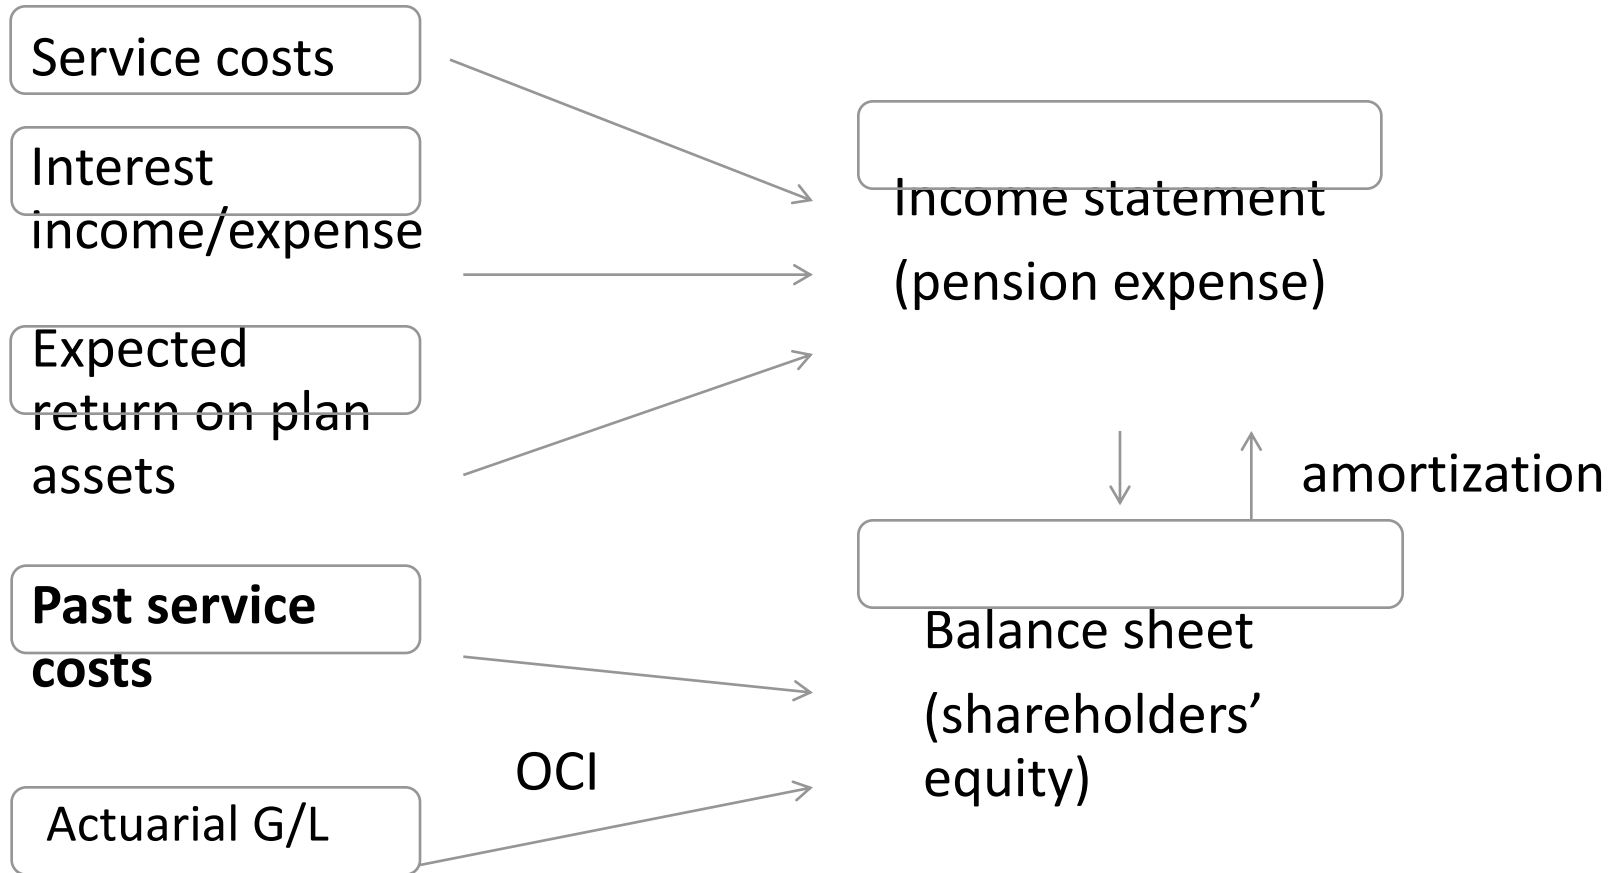 Service costs
Interest
income/expense
Expected
return on plan
assets
Past service
costs
Actuarial G/L
OCI
Income statement
(pension expense)
amortization
Balance sheet
(shareholders’
equity)